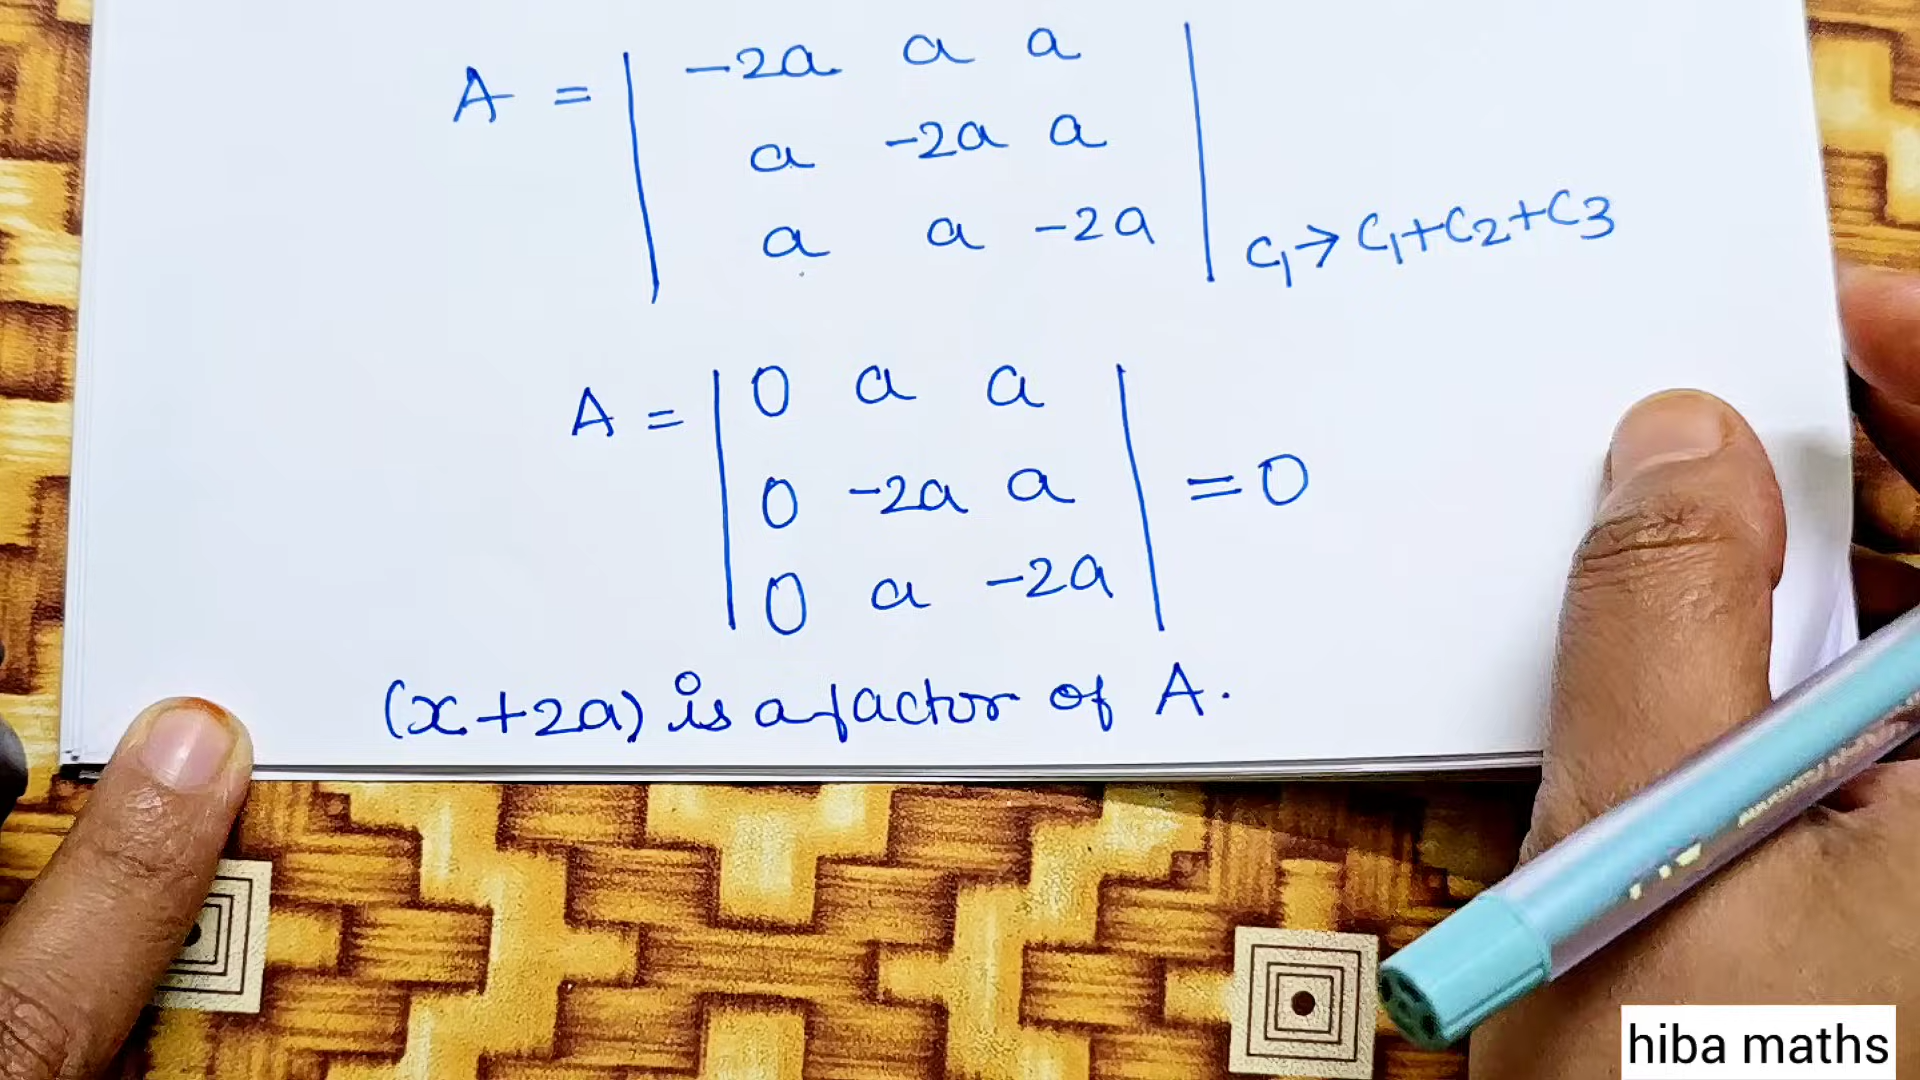 A = | -2a a a |
| a -2a a |
| a a -2a | C1→C1+C2+C3
A = | 0 a a |
| 0 -2a a | = 0
| 0 a -2a |
(x+2a) is a factor of A.
hiba maths